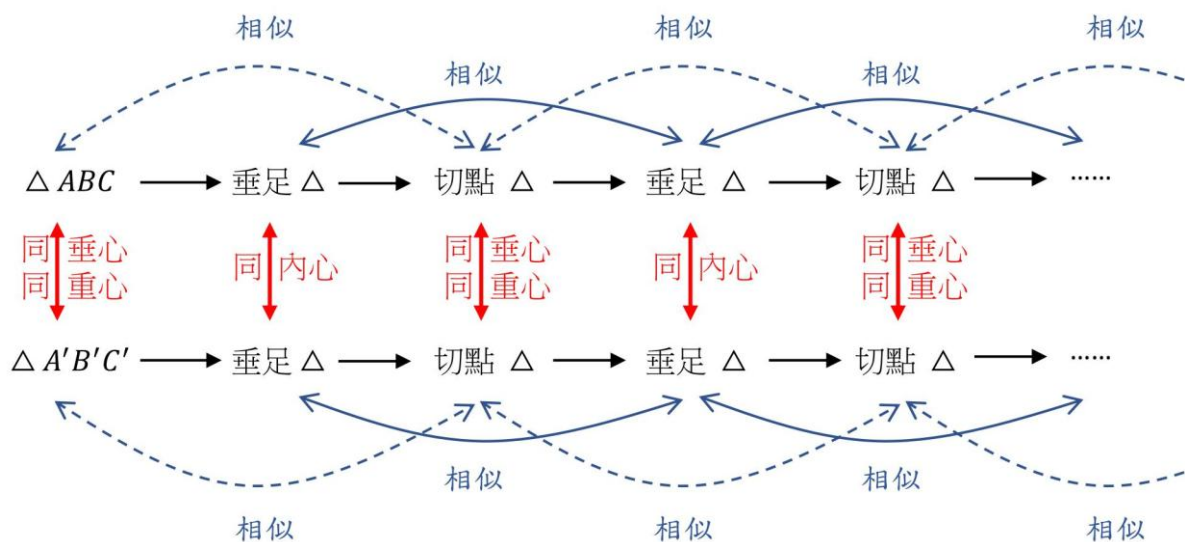 相似 相似 相似
相似 相似
△ ABC 垂足 △ 切點 △ 垂足 △ 切點 △ ……
同 垂心 同 內心 同 垂心 同 內心 同 垂心
同 重心 同 重心 同 重心
△ A'B'C' 垂足 △ 切點 △ 垂足 △ 切點 △ ……
相似 相似
相似 相似 相似